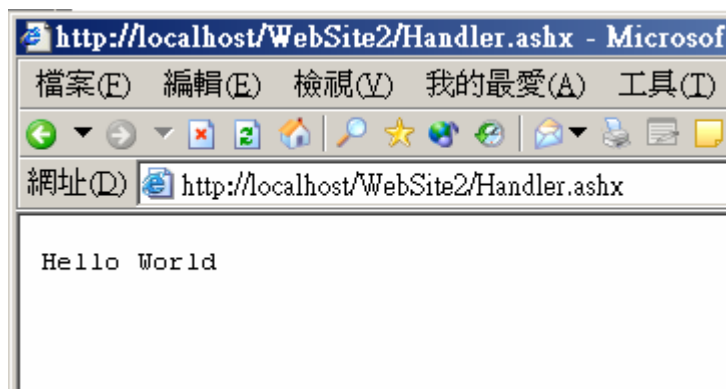 http://localhost/WebSite2/Handler.ashx - Microsof
檔案(F) 編輯(E) 檢視(V) 我的最愛(A) 工具(T)
網址(D) http://localhost/WebSite2/Handler.ashx
Hello World